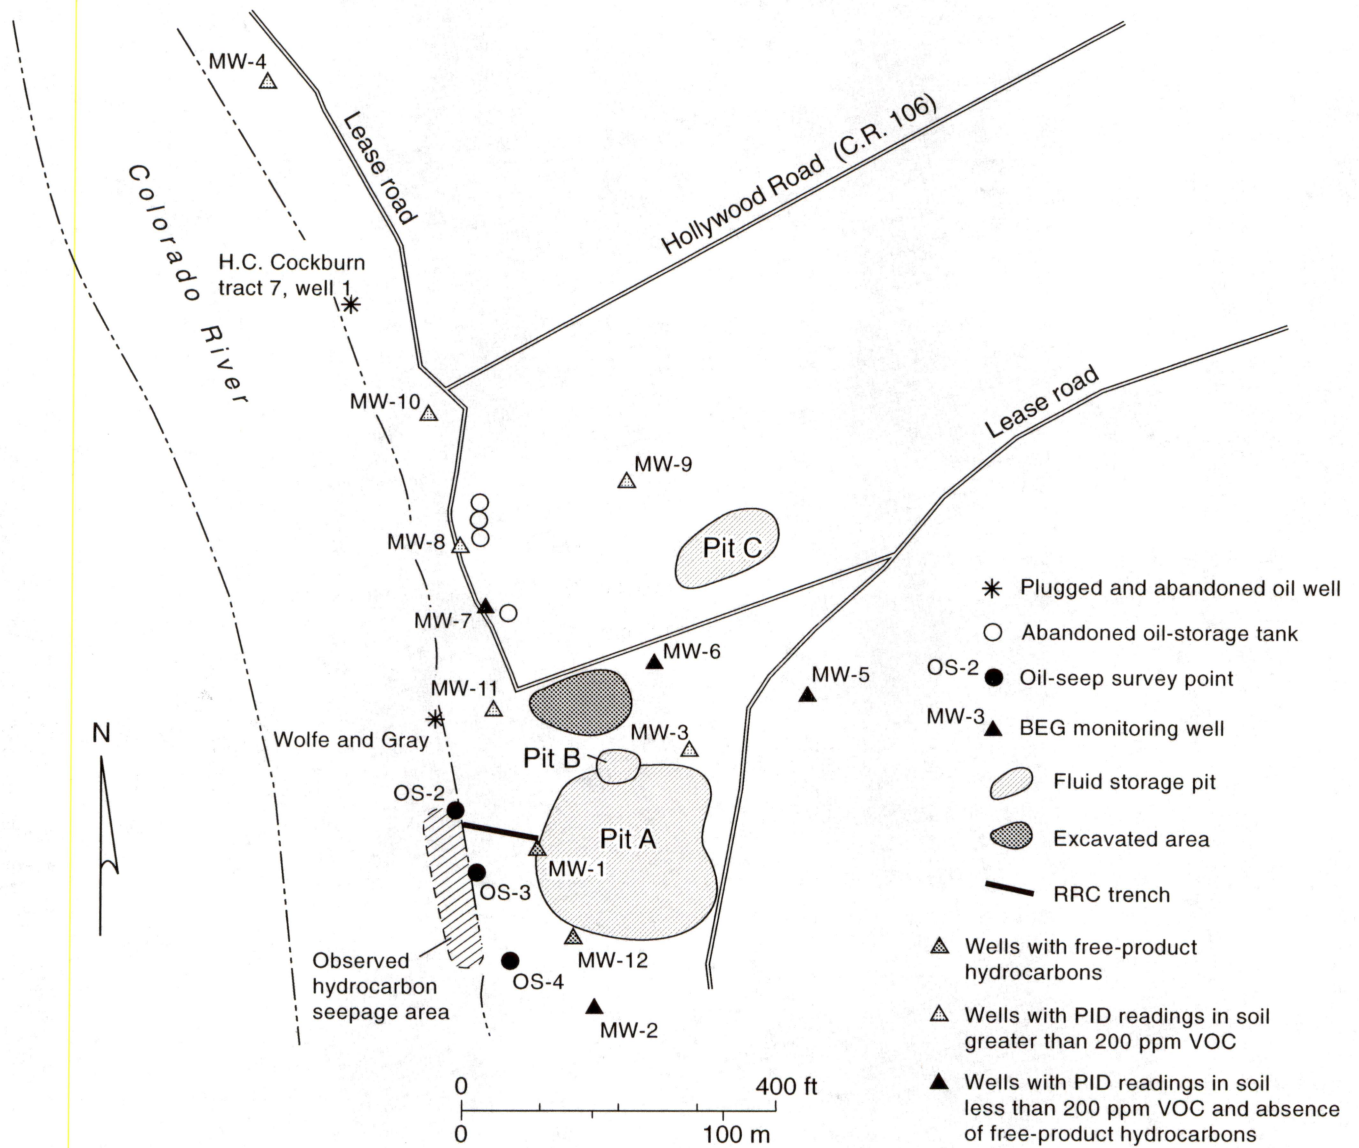 MW-4
Lease road
Hollywood Road (C.R. 106)
Colorado River
H.C. Cockburn
tract 7, well 1
MW-10
Lease road
MW-9
MW-8
Pit C
MW-7
MW-6
MW-5
MW-11
MW-3
Wolfe and Gray
Pit B
N
OS-2
Pit A
MW-1
OS-3
MW-12
OS-4
Observed
hydrocarbon
seepage area
MW-2
0 400 ft
0 100 m
Plugged and abandoned oil well
Abandoned oil-storage tank
OS-2 Oil-seep survey point
MW-3 BEG monitoring well
Fluid storage pit
Excavated area
RRC trench
Wells with free-product
hydrocarbons
Wells with PID readings in soil
greater than 200 ppm VOC
Wells with PID readings in soil
less than 200 ppm VOC and absence
of free-product hydrocarbons